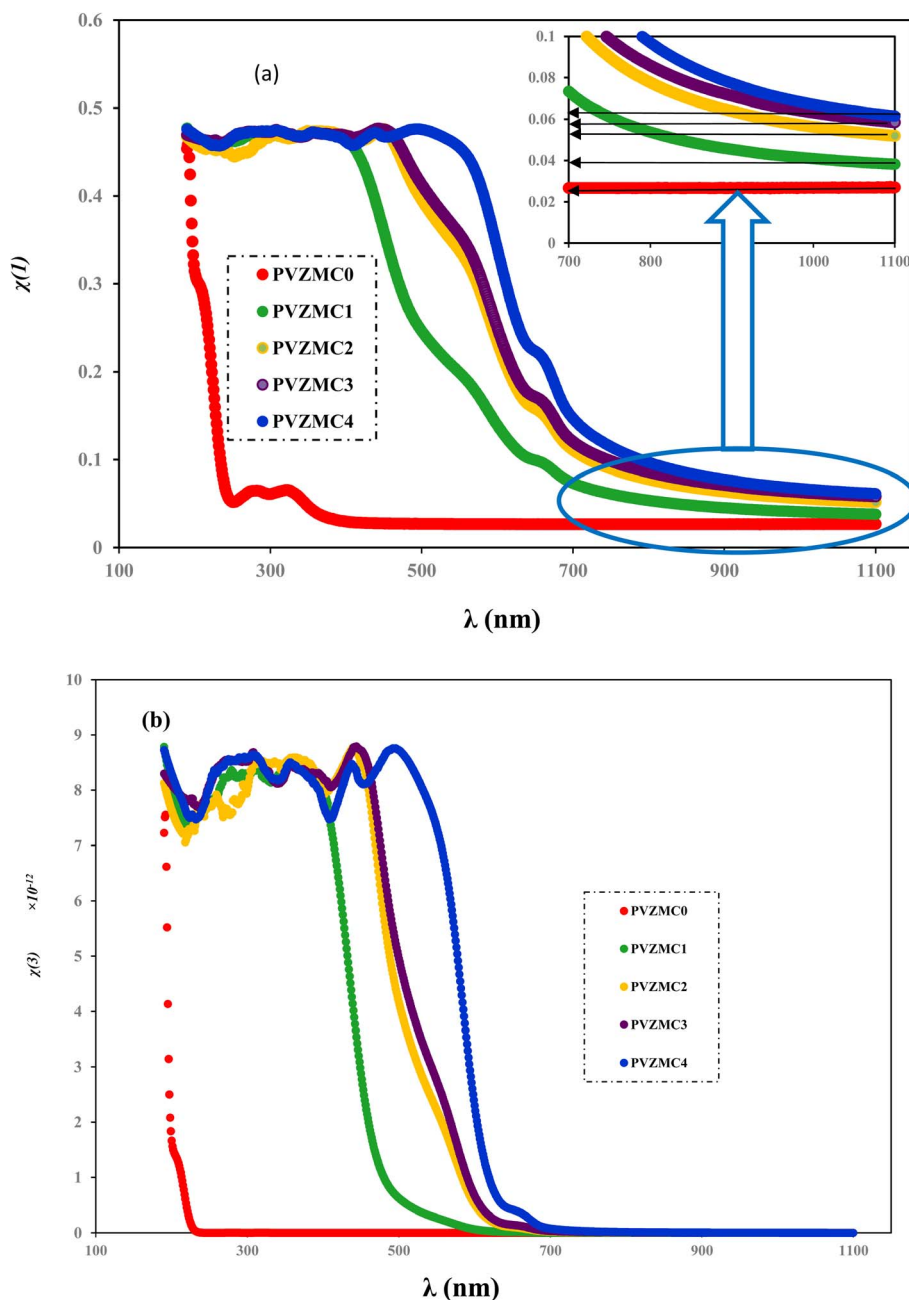 (a)
0.6
0.5
0.4
0.3
0.2
0.1
0
χ(1)
PVZMC0
PVZMC1
PVZMC2
PVZMC3
PVZMC4
0.1
0.08
0.06
0.04
0.02
0
700 800 1000 1100
100 300 500 700 900 1100
λ (nm)
(b)
10
9
8
7
6
5
4
3
2
1
0
χ(3) ×10⁻¹²
PVZMC0
PVZMC1
PVZMC2
PVZMC3
PVZMC4
100 300 500 700 900 1100
λ (nm)